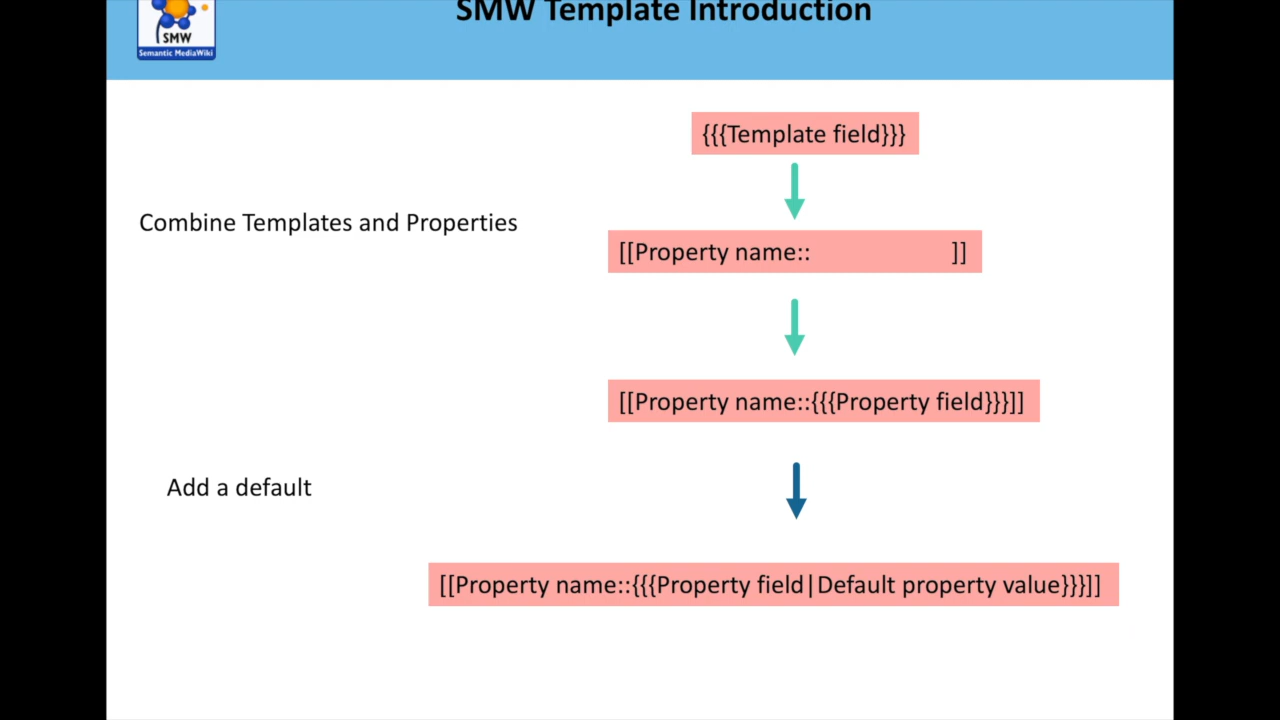 SMW Template Introduction
SMW
Semantic MediaWiki
{{{Template field}}}
Combine Templates and Properties
[[Property name:: ]]
[[Property name::{{{Property field}}}]]
Add a default
[[Property name::{{{Property field|Default property value}}}]]